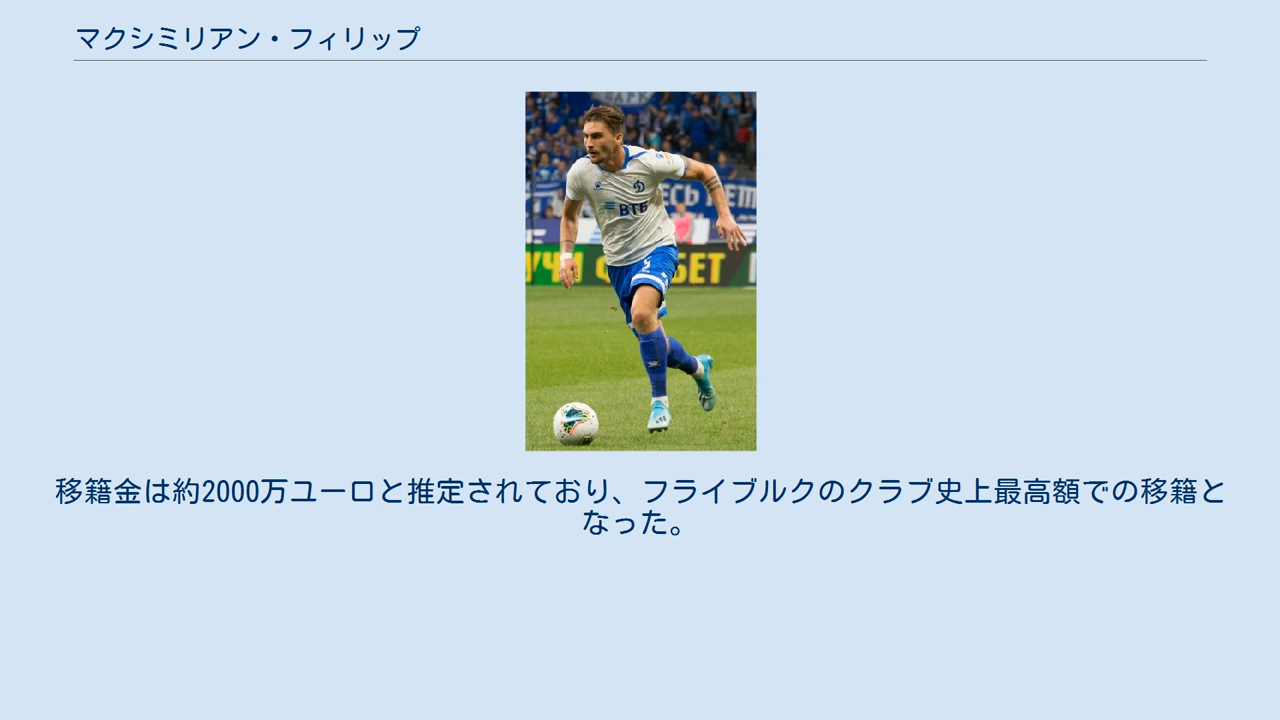 マクシミリアン・フィリップ
ВТБ
移籍金は約2000万ユーロと推定されており、フライブルクのクラブ史上最高額での移籍と
なった。